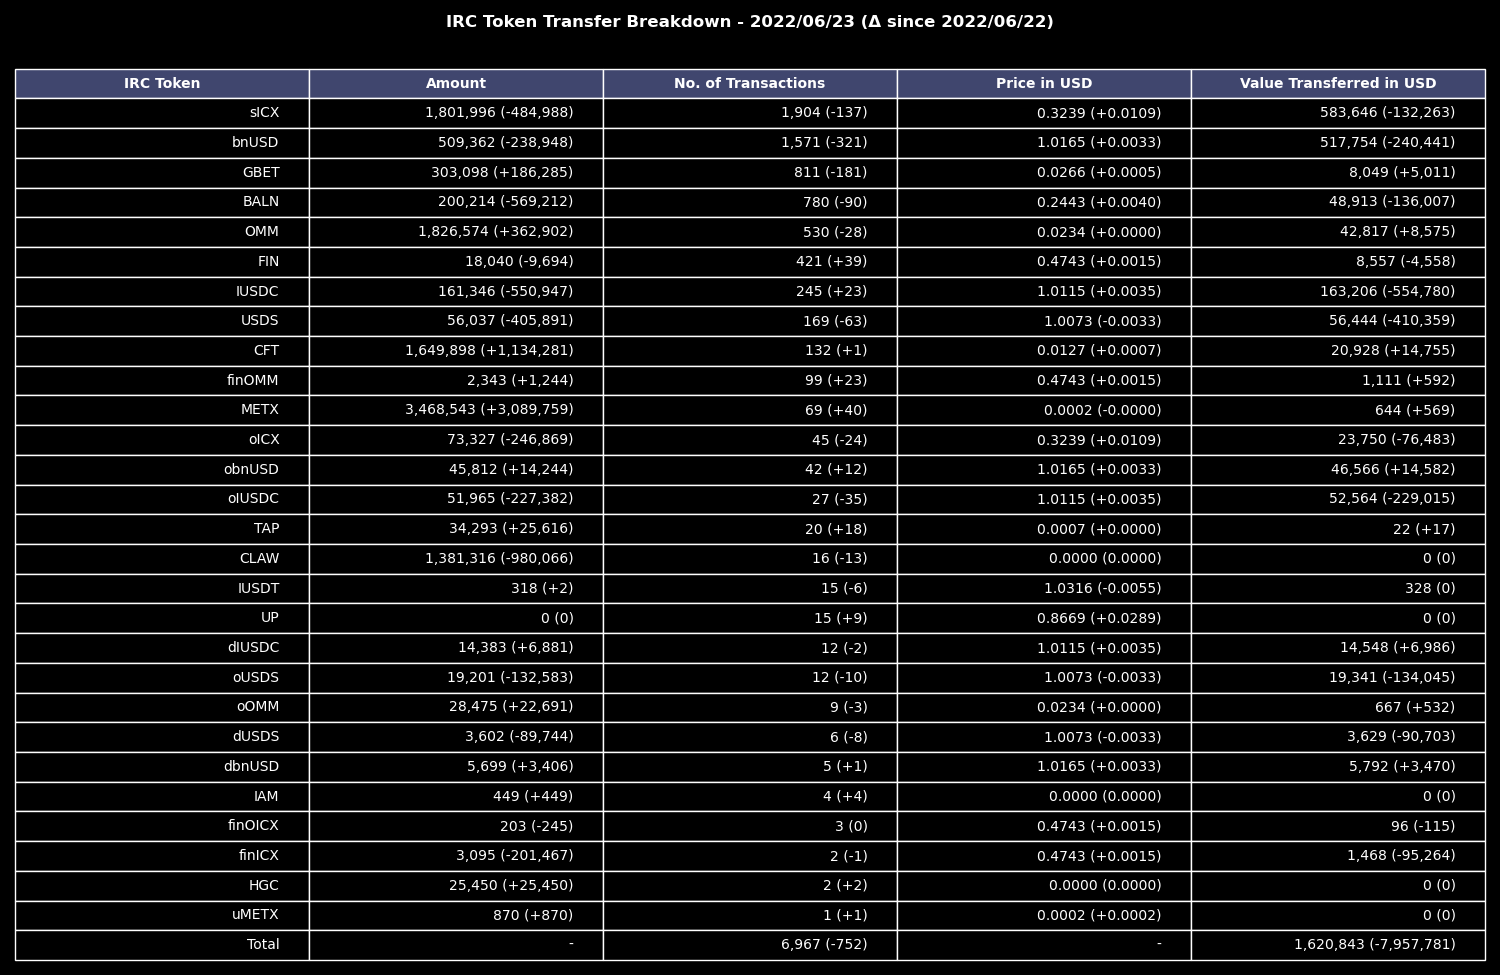 IRC Token Transfer Breakdown - 2022/06/23 (Δ since 2022/06/22)
IRC Token Amount No. of Transactions Price in USD Value Transferred in USD
sICX 1,801,996 (-484,988) 1,904 (-137) 0.3239 (+0.0109) 583,646 (-132,263)
bnUSD 509,362 (-238,948) 1,571 (-321) 1.0165 (+0.0033) 517,754 (-240,441)
GBET 303,098 (+186,285) 811 (-181) 0.0266 (+0.0005) 8,049 (+5,011)
BALN 200,214 (-569,212) 780 (-90) 0.2443 (+0.0040) 48,913 (-136,007)
OMM 1,826,574 (+362,902) 530 (-28) 0.0234 (+0.0000) 42,817 (+8,575)
FIN 18,040 (-9,694) 421 (+39) 0.4743 (+0.0015) 8,557 (-4,558)
IUSDC 161,346 (-550,947) 245 (+23) 1.0115 (+0.0035) 163,206 (-554,780)
USDS 56,037 (-405,891) 169 (-63) 1.0073 (-0.0033) 56,444 (-410,359)
CFT 1,649,898 (+1,134,281) 132 (+1) 0.0127 (+0.0007) 20,928 (+14,755)
finOMM 2,343 (+1,244) 99 (+23) 0.4743 (+0.0015) 1,111 (+592)
METX 3,468,543 (+3,089,759) 69 (+40) 0.0002 (-0.0000) 644 (+569)
oICX 73,327 (-246,869) 45 (-24) 0.3239 (+0.0109) 23,750 (-76,483)
obnUSD 45,812 (+14,244) 42 (+12) 1.0165 (+0.0033) 46,566 (+14,582)
oIUSDC 51,965 (-227,382) 27 (-35) 1.0115 (+0.0035) 52,564 (-229,015)
TAP 34,293 (+25,616) 20 (+18) 0.0007 (+0.0000) 22 (+17)
CLAW 1,381,316 (-980,066) 16 (-13) 0.0000 (0.0000) 0 (0)
IUSDT 318 (+2) 15 (-6) 1.0316 (-0.0055) 328 (0)
UP 0 (0) 15 (+9) 0.8669 (+0.0289) 0 (0)
dIUSDC 14,383 (+6,881) 12 (-2) 1.0115 (+0.0035) 14,548 (+6,986)
oUSDS 19,201 (-132,583) 12 (-10) 1.0073 (-0.0033) 19,341 (-134,045)
oOMM 28,475 (+22,691) 9 (-3) 0.0234 (+0.0000) 667 (+532)
dUSDS 3,602 (-89,744) 6 (-8) 1.0073 (-0.0033) 3,629 (-90,703)
dbnUSD 5,699 (+3,406) 5 (+1) 1.0165 (+0.0033) 5,792 (+3,470)
IAM 449 (+449) 4 (+4) 0.0000 (0.0000) 0 (0)
finOICX 203 (-245) 3 (0) 0.4743 (+0.0015) 96 (-115)
finICX 3,095 (-201,467) 2 (-1) 0.4743 (+0.0015) 1,468 (-95,264)
HGC 25,450 (+25,450) 2 (+2) 0.0000 (0.0000) 0 (0)
uMETX 870 (+870) 1 (+1) 0.0002 (+0.0002) 0 (0)
Total - 6,967 (-752) - 1,620,843 (-7,957,781)